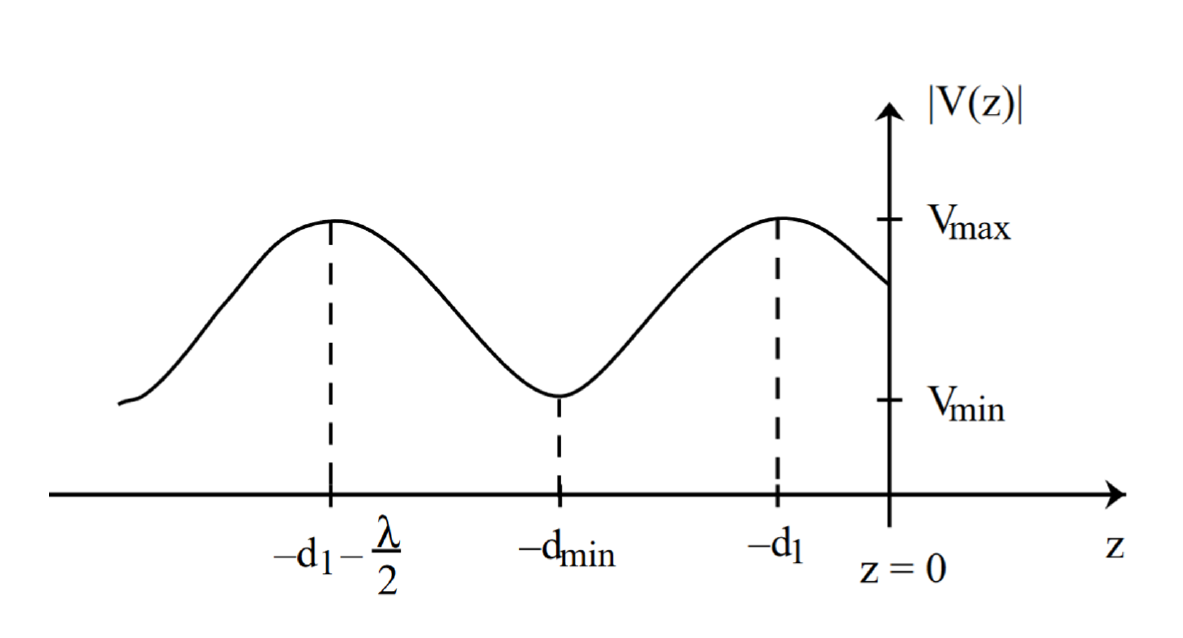 |V(z)|
Vmax
Vmin
–d1–λ/2
–dmin
–d1
z = 0
z